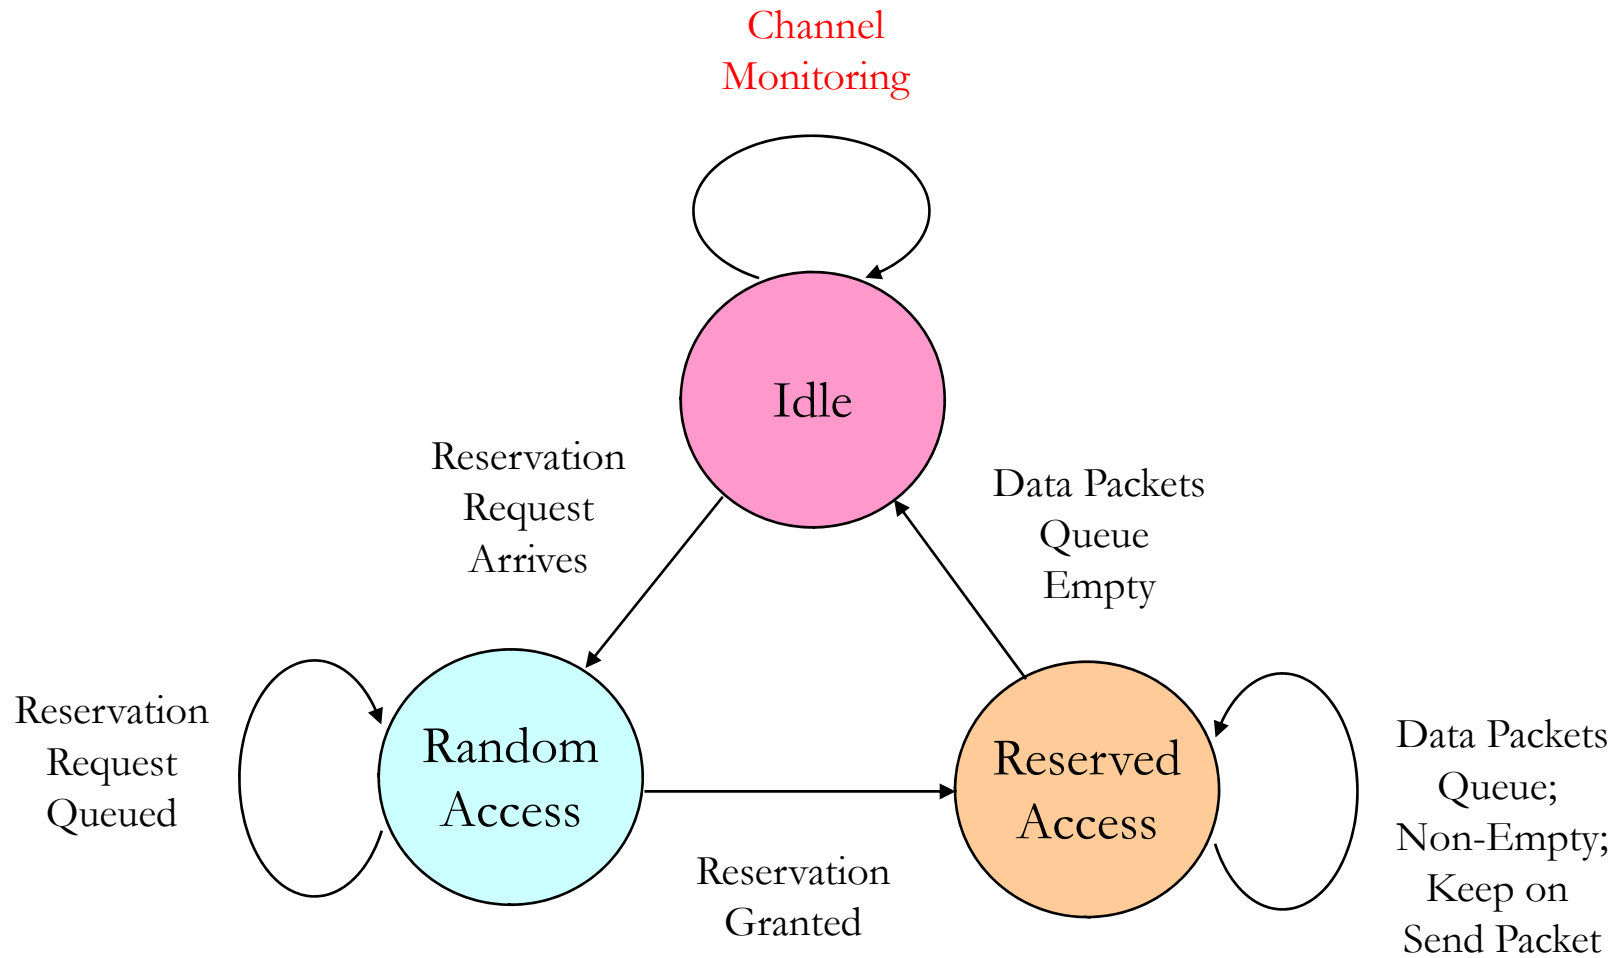 Channel
Monitoring
Idle
Reservation
Request
Arrives
Data Packets
Queue
Empty
Reservation
Request
Queued
Random
Access
Reserved
Access
Data Packets
Queue;
Non-Empty;
Keep on
Send Packet
Reservation
Granted